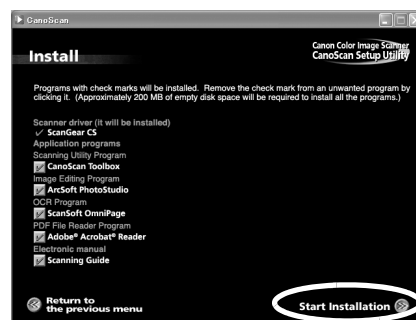 CanoScan
Install
Canon Color Image Scanner
CanoScan Setup Utility
Programs with check marks will be installed. Remove the check mark from an unwanted program by
clicking it. (Approximately 200 MB of empty disk space will be required to install all the programs.)
Scanner driver (it will be installed)
ScanGear CS
Application programs
Scanning Utility Program
CanoScan Toolbox
Image Editing Program
ArcSoft PhotoStudio
OCR Program
ScanSoft OmniPage
PDF File Reader Program
Adobe® Acrobat® Reader
Electronic manual
Scanning Guide
Return to
the previous menu
Start Installation